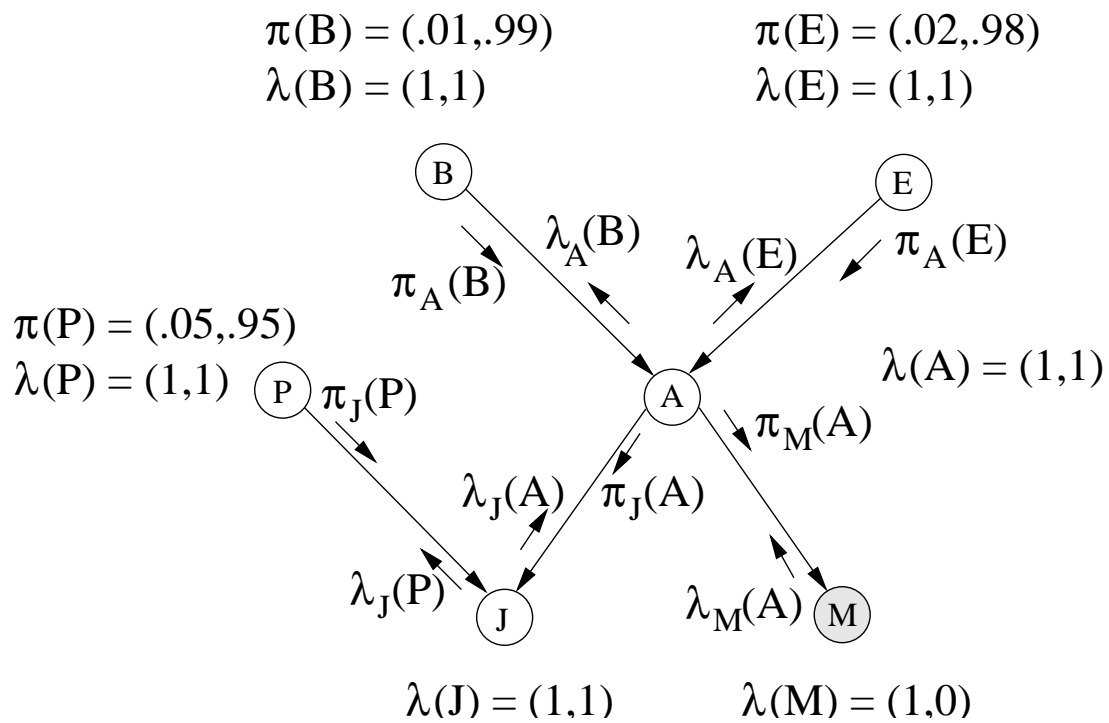 π(B) = (.01,.99)
λ(B) = (1,1)
π(E) = (.02,.98)
λ(E) = (1,1)
B
E
λ_A(B)
π_A(B)
λ_A(E)
π_A(E)
π(P) = (.05,.95)
λ(P) = (1,1)
λ(A) = (1,1)
P
π_J(P)
A
π_M(A)
λ_J(A)
π_J(A)
λ_J(P)
J
λ_M(A)
M
λ(J) = (1,1)
λ(M) = (1,0)